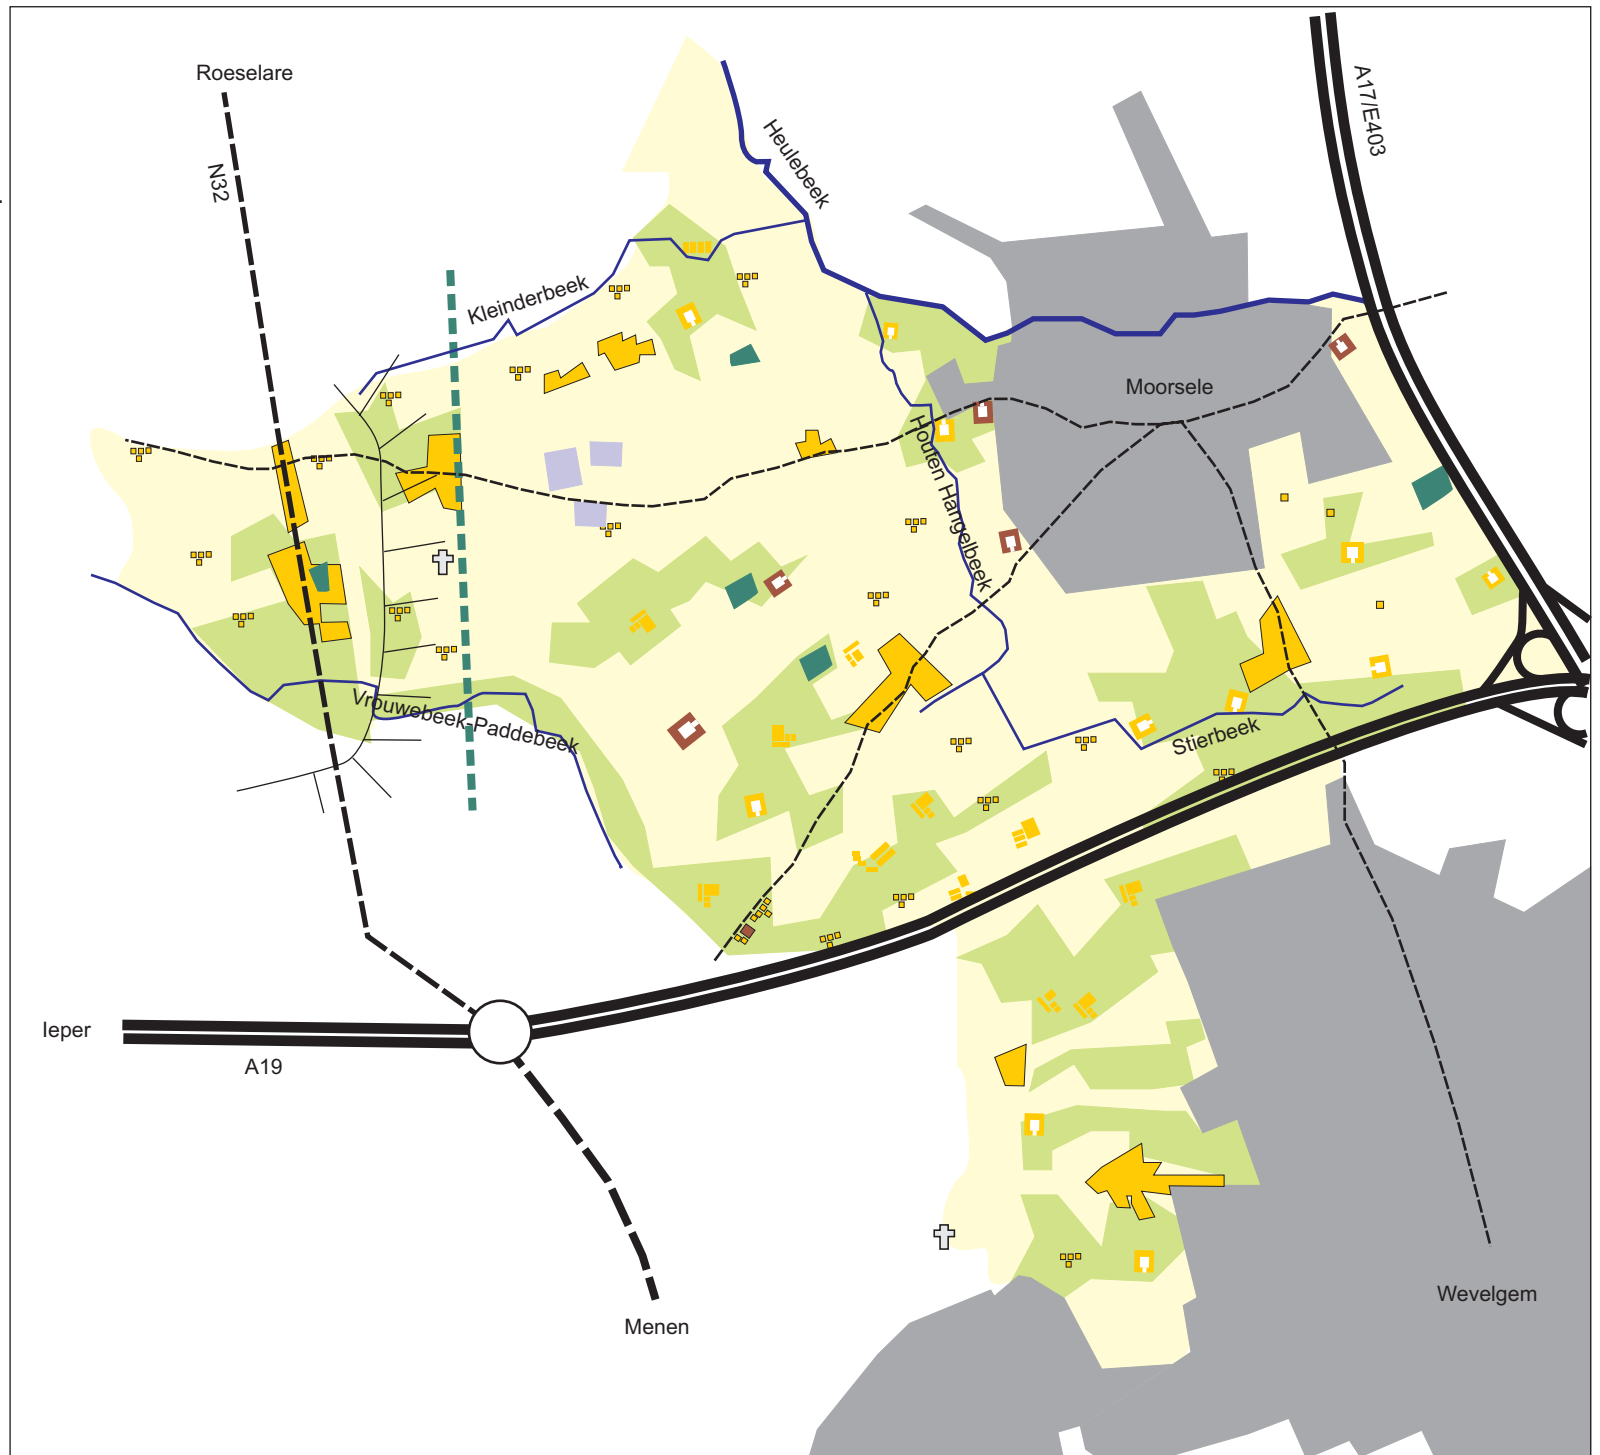 Roeselare
N32
Heulebeek
A17/E403
Kleinderbeek
Moorsele
Houten Hangelbeek
Vrouwebeek-Paddebeek
Stierbeek
Ieper
A19
Menen
Wevelgem